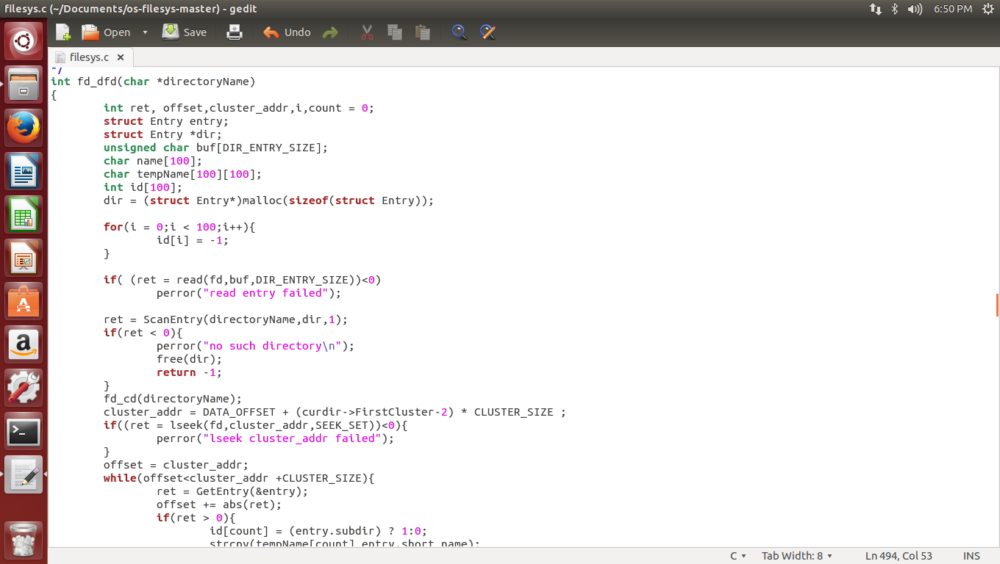 filesys.c (~/Documents/os-filesys-master) - gedit
6:50 PM
Open
Save
Undo
filesys.c ×
*/
int fd_dfd(char *directoryName)
{
int ret, offset,cluster_addr,i,count = 0;
struct Entry entry;
struct Entry *dir;
unsigned char buf[DIR_ENTRY_SIZE];
char name[100];
char tempName[100][100];
int id[100];
dir = (struct Entry*)malloc(sizeof(struct Entry));
for(i = 0;i < 100;i++){
id[i] = -1;
}
if( (ret = read(fd,buf,DIR_ENTRY_SIZE))<0)
perror("read entry failed");
ret = ScanEntry(directoryName,dir,1);
if(ret < 0){
perror("no such directory\n");
free(dir);
return -1;
}
fd_cd(directoryName);
cluster_addr = DATA_OFFSET + (curdir->FirstCluster-2) * CLUSTER_SIZE ;
if((ret = lseek(fd,cluster_addr,SEEK_SET))<0){
perror("lseek cluster_addr failed");
}
offset = cluster_addr;
while(offset<cluster_addr +CLUSTER_SIZE){
ret = GetEntry(&entry);
offset += abs(ret);
if(ret > 0){
id[count] = (entry.subdir) ? 1:0;
strcpy(tempName[count],entry.short_name);
C
Tab Width: 8
Ln 494, Col 53
INS